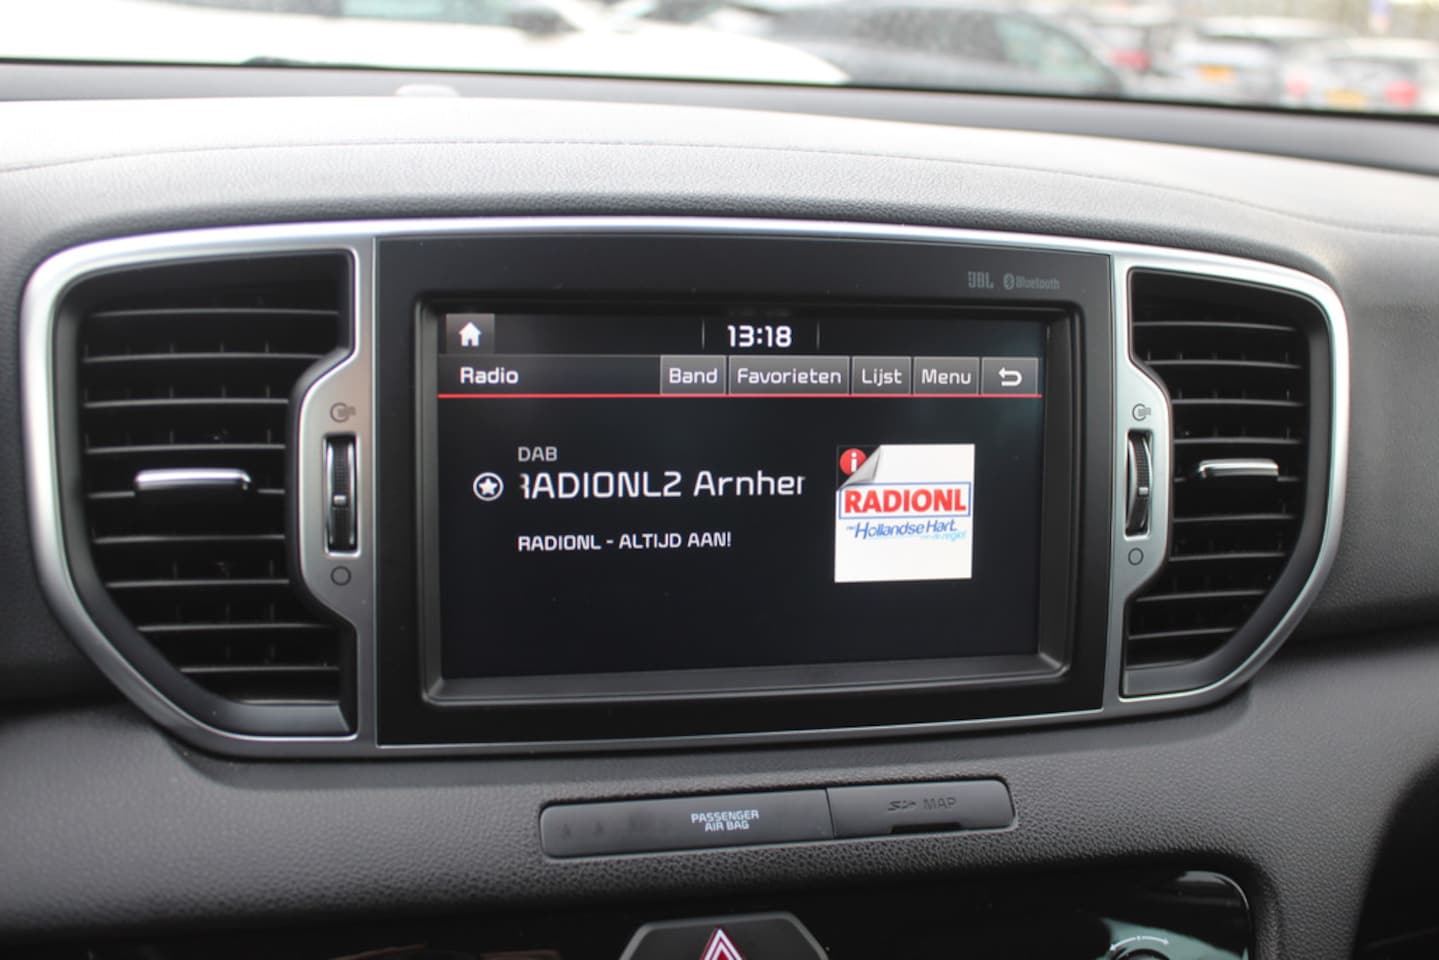 JBL Bluetooth
13:18
Radio Band Favorieten Lijst Menu
DAB
RADIONL2 Arnhem
RADIONL - ALTIJD AAN!
i
RADIONL
Hollandse Hart.
PASSENGER
AIR BAG
MAP